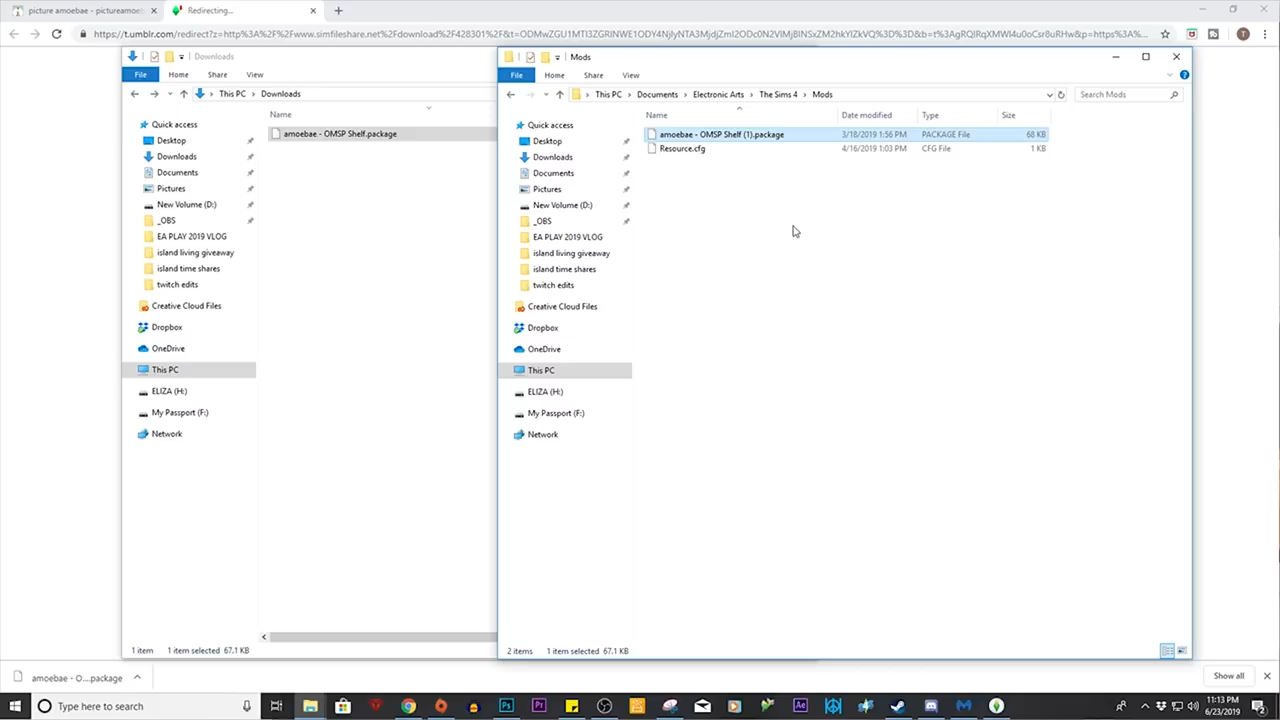 picture amoebae - pictureamoeb
Redirecting...
https://t.umblr.com/redirect?z=http%3A%2F%2Fwww.simfileshare.net%2Fdownload%2F428301%2F&t=
Downloads
Mods
File Home Share View
File Home Share View
This PC > Downloads
This PC > Documents > Electronic Arts > The Sims 4 > Mods
Search Mods
Name
Name Date modified Type Size
amoebae - OMSP Shelf.package
amoebae - OMSP Shelf (1).package 3/18/2019 1:56 PM PACKAGE File 68 KB
Resource.cfg 4/16/2019 1:03 PM CFG File 1 KB
Quick access
Desktop
Downloads
Documents
Pictures
New Volume (D:)
_OBS
EA PLAY 2019 VLOG
island living giveaway
island time shares
twitch edits
Creative Cloud Files
Dropbox
OneDrive
This PC
ELIZA (H:)
My Passport (F:)
Network
Quick access
Desktop
Downloads
Documents
Pictures
New Volume (D:)
_OBS
EA PLAY 2019 VLOG
island living giveaway
island time shares
twitch edits
Creative Cloud Files
Dropbox
OneDrive
This PC
ELIZA (H:)
My Passport (F:)
Network
1 item 1 item selected 67.1 KB
2 items 1 item selected 67.1 KB
amoebae - O....package
Show all
Type here to search
11:13 PM
6/23/2019